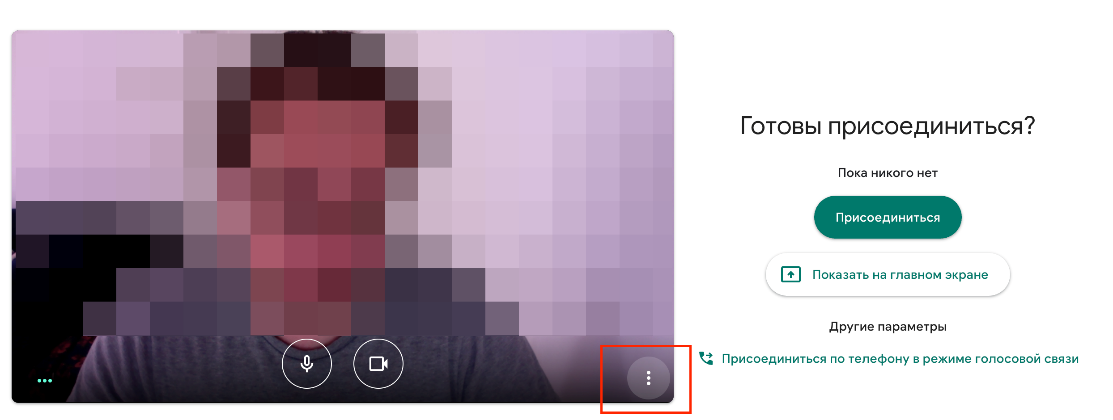 Готовы присоединиться?
Пока никого нет
Присоединиться
Показать на главном экране
Другие параметры
Присоединиться по телефону в режиме голосовой связи